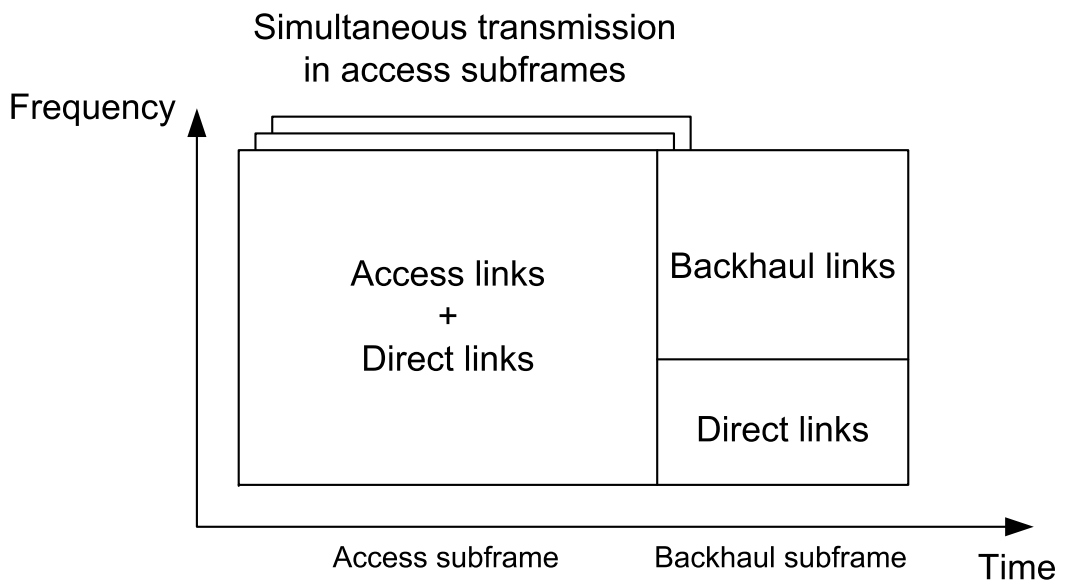 Simultaneous transmission
in access subframes
Frequency
Access links
+
Direct links
Backhaul links
Direct links
Access subframe
Backhaul subframe
Time